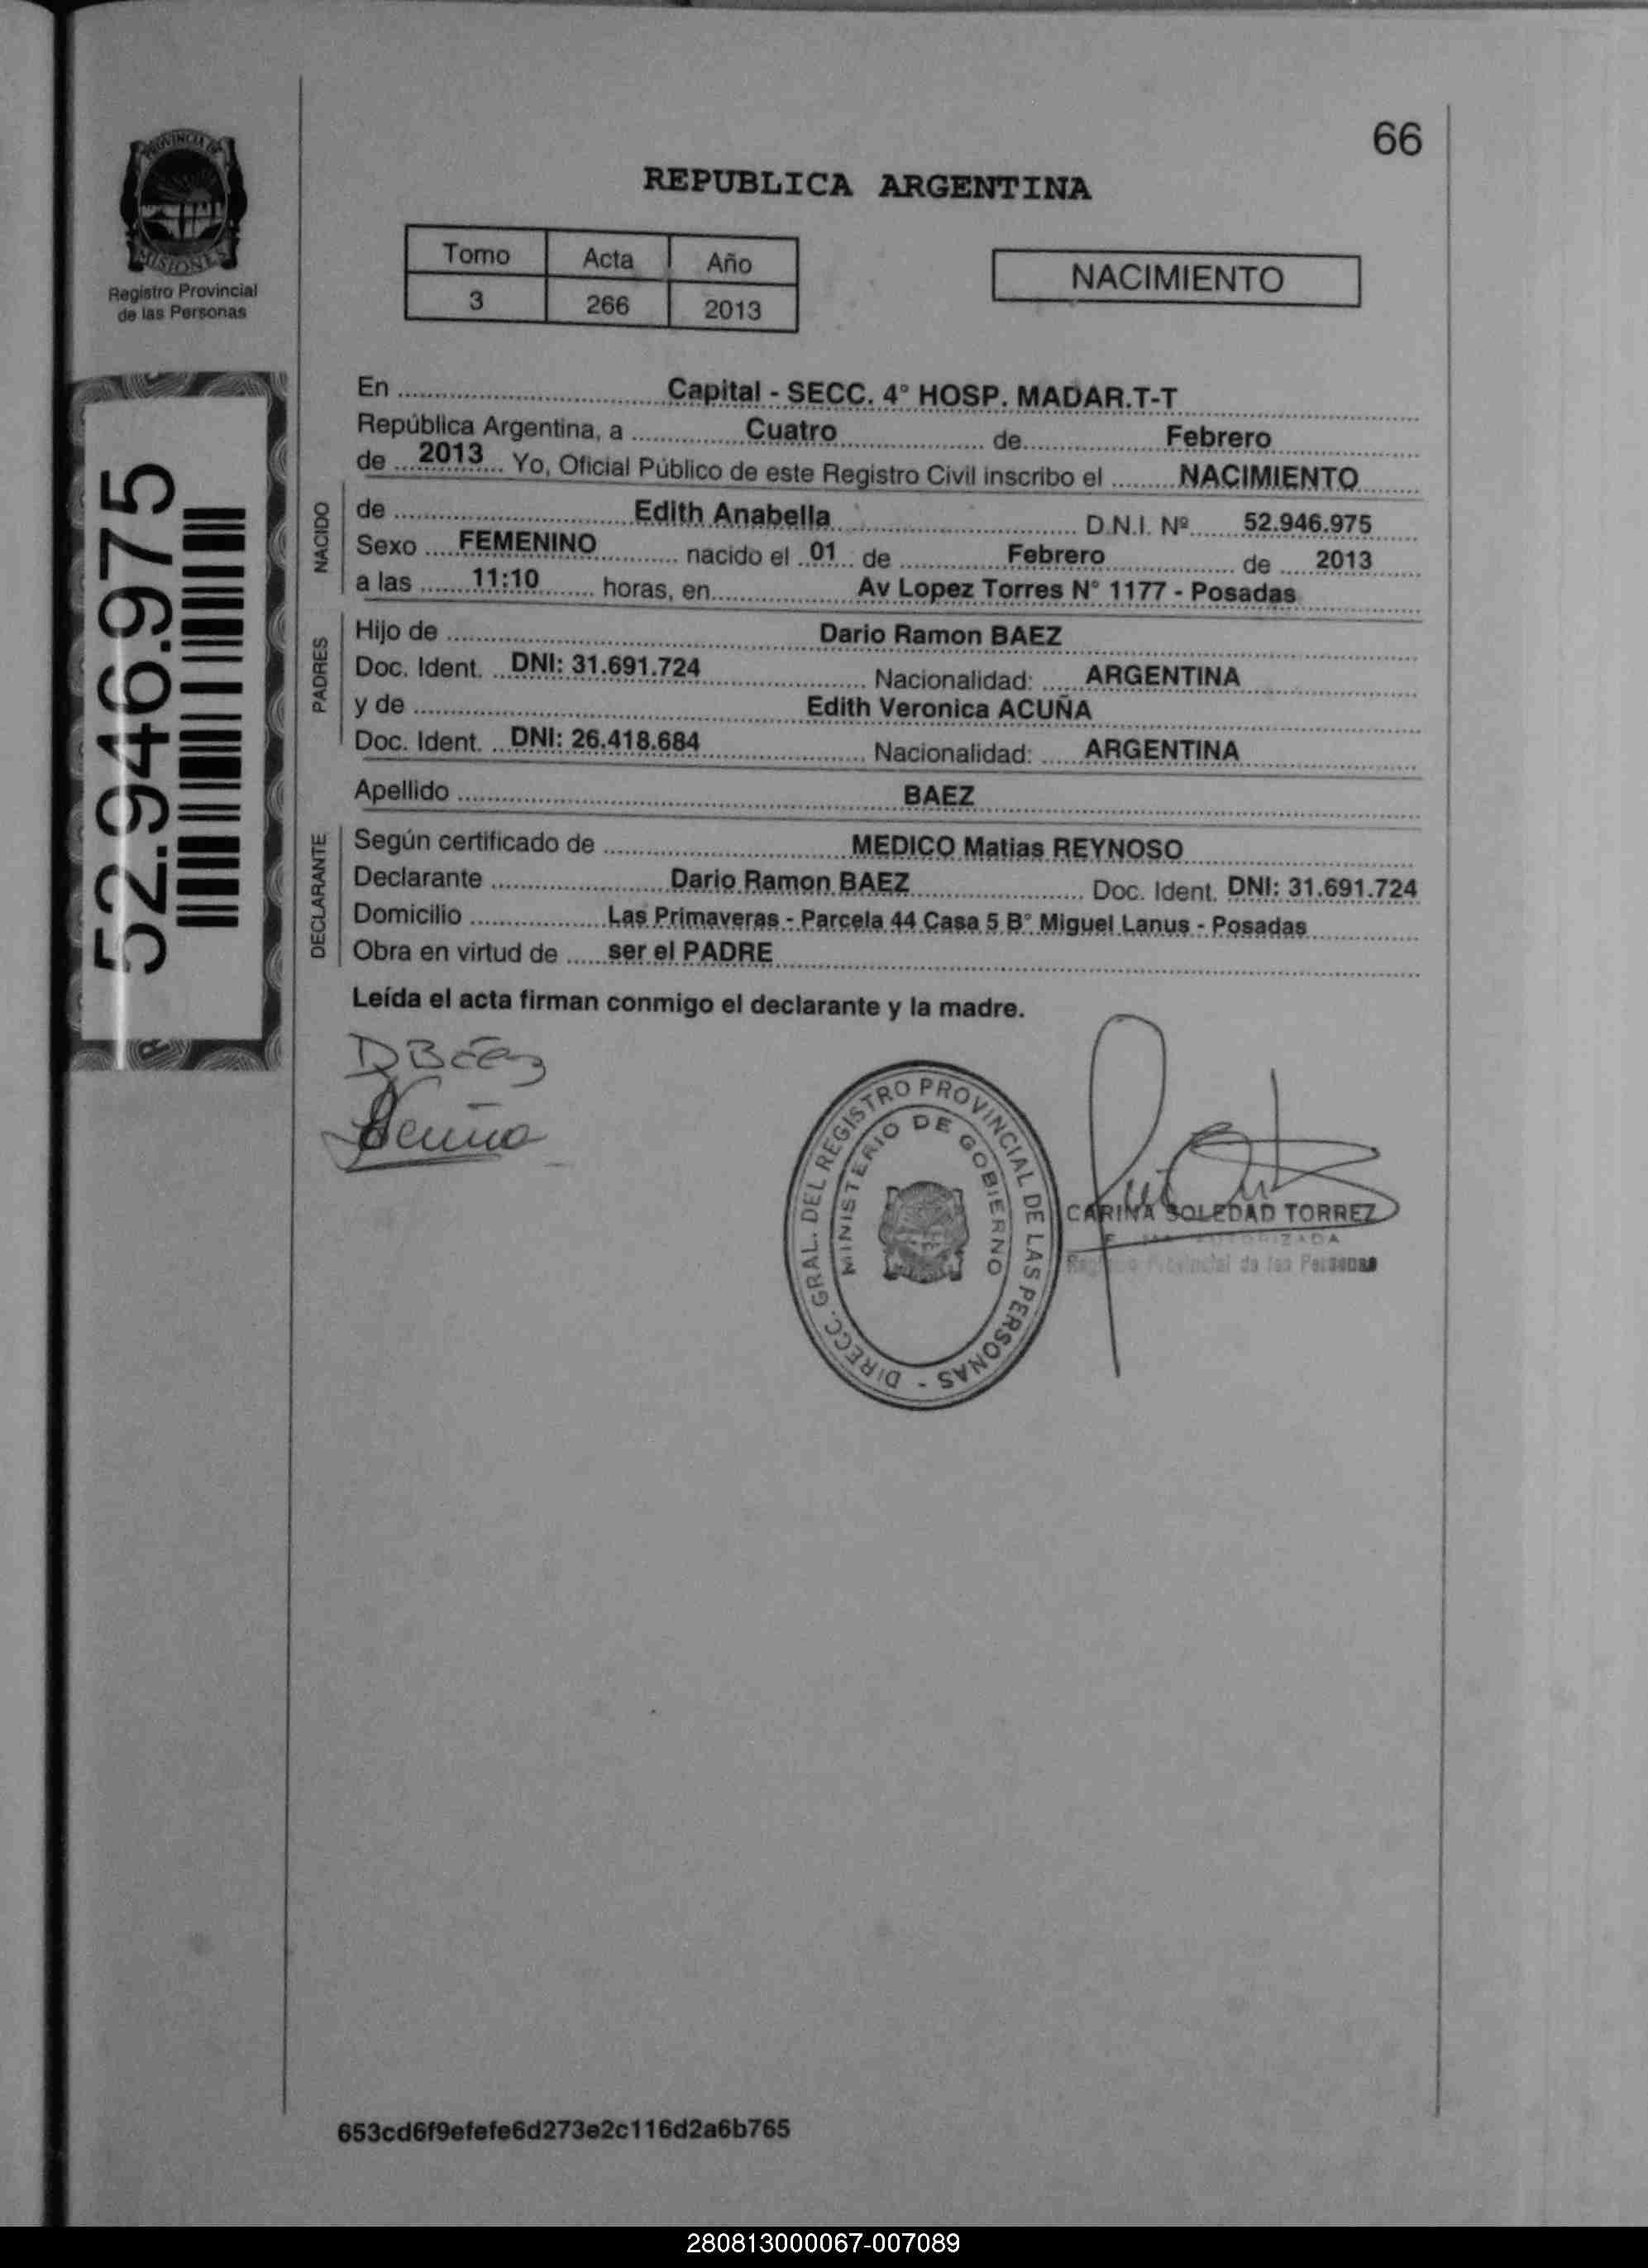 66
REPUBLICA ARGENTINA
PROVINCIA DE
MISIONES
Registro Provincial
de las Personas
Tomo Acta Año
3 266 2013
NACIMIENTO
52.946.975
En Capital - SECC. 4° HOSP. MADAR.T-T
República Argentina, a Cuatro de Febrero
de 2013 Yo, Oficial Público de este Registro Civil inscribo el NACIMIENTO
NACIDO
de Edith Anabella D.N.I. Nº 52.946.975
Sexo FEMENINO nacido el 01 de Febrero de 2013
a las 11:10 horas, en Av Lopez Torres N° 1177 - Posadas
PADRES
Hijo de Dario Ramon BAEZ
Doc. Ident. DNI: 31.691.724 Nacionalidad: ARGENTINA
y de Edith Veronica ACUÑA
Doc. Ident. DNI: 26.418.684 Nacionalidad: ARGENTINA
Apellido BAEZ
DECLARANTE
Según certificado de MEDICO Matias REYNOSO
Declarante Dario Ramon BAEZ Doc. Ident. DNI: 31.691.724
Domicilio Las Primaveras - Parcela 44 Casa 5 B° Miguel Lanus - Posadas
Obra en virtud de ser el PADRE
Leída el acta firman conmigo el declarante y la madre.
DBaez
Acuña
DIRECC. GRAL. DEL REGISTRO PROVINCIAL DE LAS PERSONAS -
MINISTERIO DE GOBIERNO
CARINA SOLEDAD TORREZ
Provincial de las Personas
653cd6f9efefe6d273e2c116d2a6b765
280813000067-007089